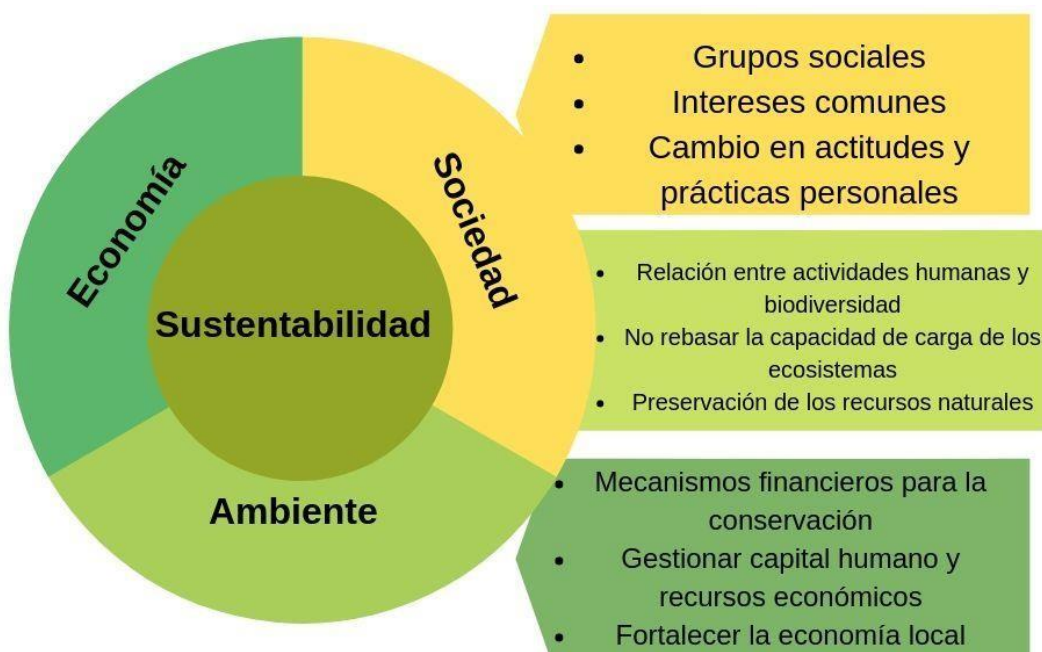 Economía
Sociedad
Sustentabilidad
Ambiente
• Grupos sociales
• Intereses comunes
• Cambio en actitudes y
prácticas personales
• Relación entre actividades humanas y
biodiversidad
• No rebasar la capacidad de carga de los
ecosistemas
• Preservación de los recursos naturales
• Mecanismos financieros para la
conservación
• Gestionar capital humano y
recursos económicos
• Fortalecer la economía local